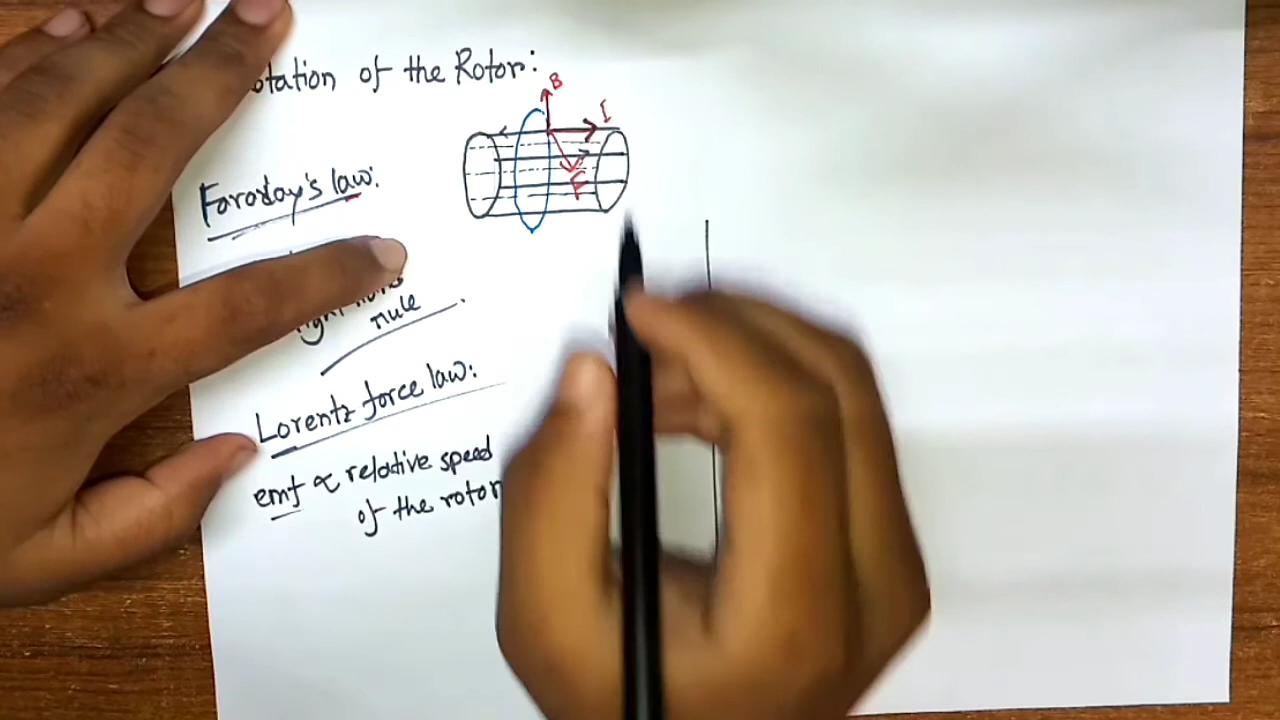 otation of the Rotor:
B
I
F
Faraday's law:
rule
Lorentz force law:
emf ∝ relative speed
of the rotor